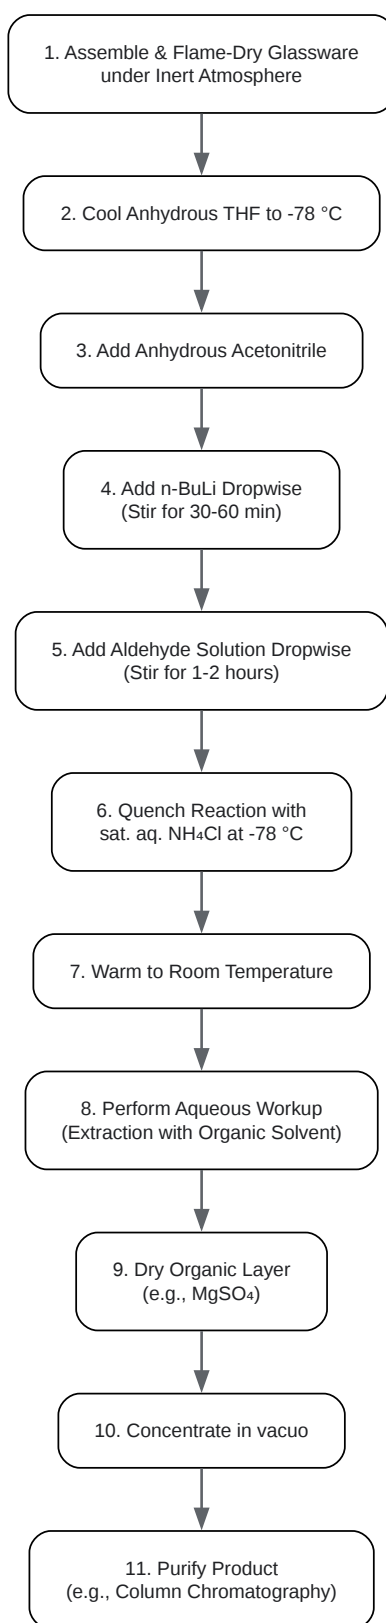 1. Assemble & Flame-Dry Glassware
under Inert Atmosphere
2. Cool Anhydrous THF to -78 °C
3. Add Anhydrous Acetonitrile
4. Add n-BuLi Dropwise
(Stir for 30-60 min)
5. Add Aldehyde Solution Dropwise
(Stir for 1-2 hours)
6. Quench Reaction with
sat. aq. NH₄Cl at -78 °C
7. Warm to Room Temperature
8. Perform Aqueous Workup
(Extraction with Organic Solvent)
9. Dry Organic Layer
(e.g., MgSO₄)
10. Concentrate in vacuo
11. Purify Product
(e.g., Column Chromatography)